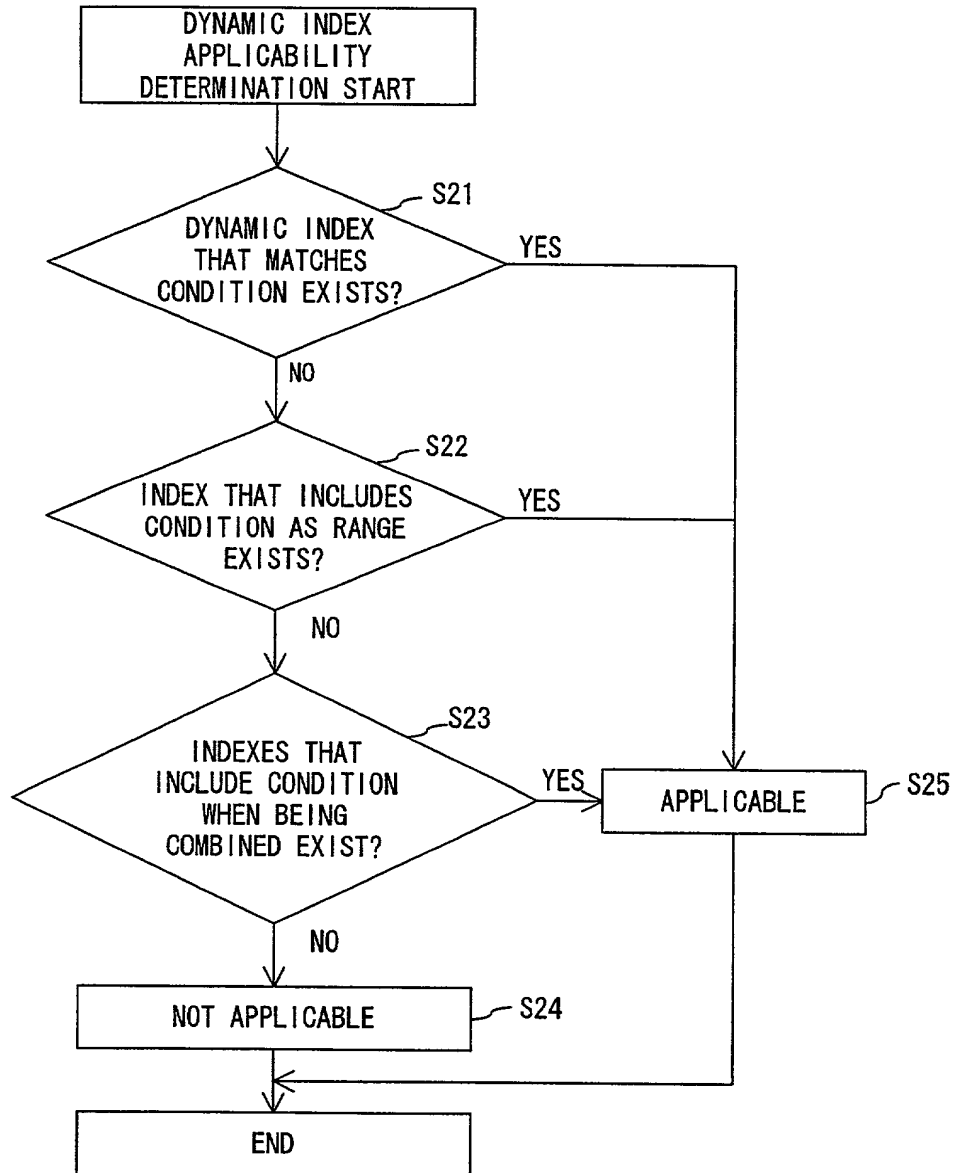 DYNAMIC INDEX
APPLICABILITY
DETERMINATION START
S21
DYNAMIC INDEX
THAT MATCHES
CONDITION EXISTS?
YES
NO
S22
INDEX THAT INCLUDES
CONDITION AS RANGE
EXISTS?
YES
NO
S23
INDEXES THAT
INCLUDE CONDITION
WHEN BEING
COMBINED EXIST?
YES
APPLICABLE
S25
NO
NOT APPLICABLE
S24
END